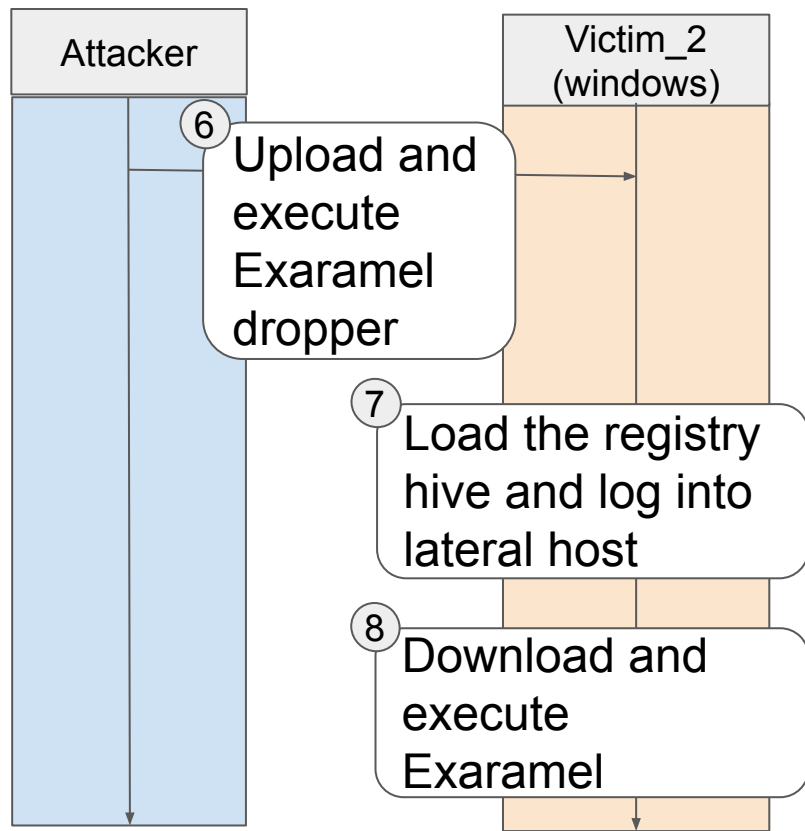 Attacker
Victim_2
(windows)
6
Upload and
execute
Exaramel
dropper
7
Load the registry
hive and log into
lateral host
8
Download and
execute
Exaramel